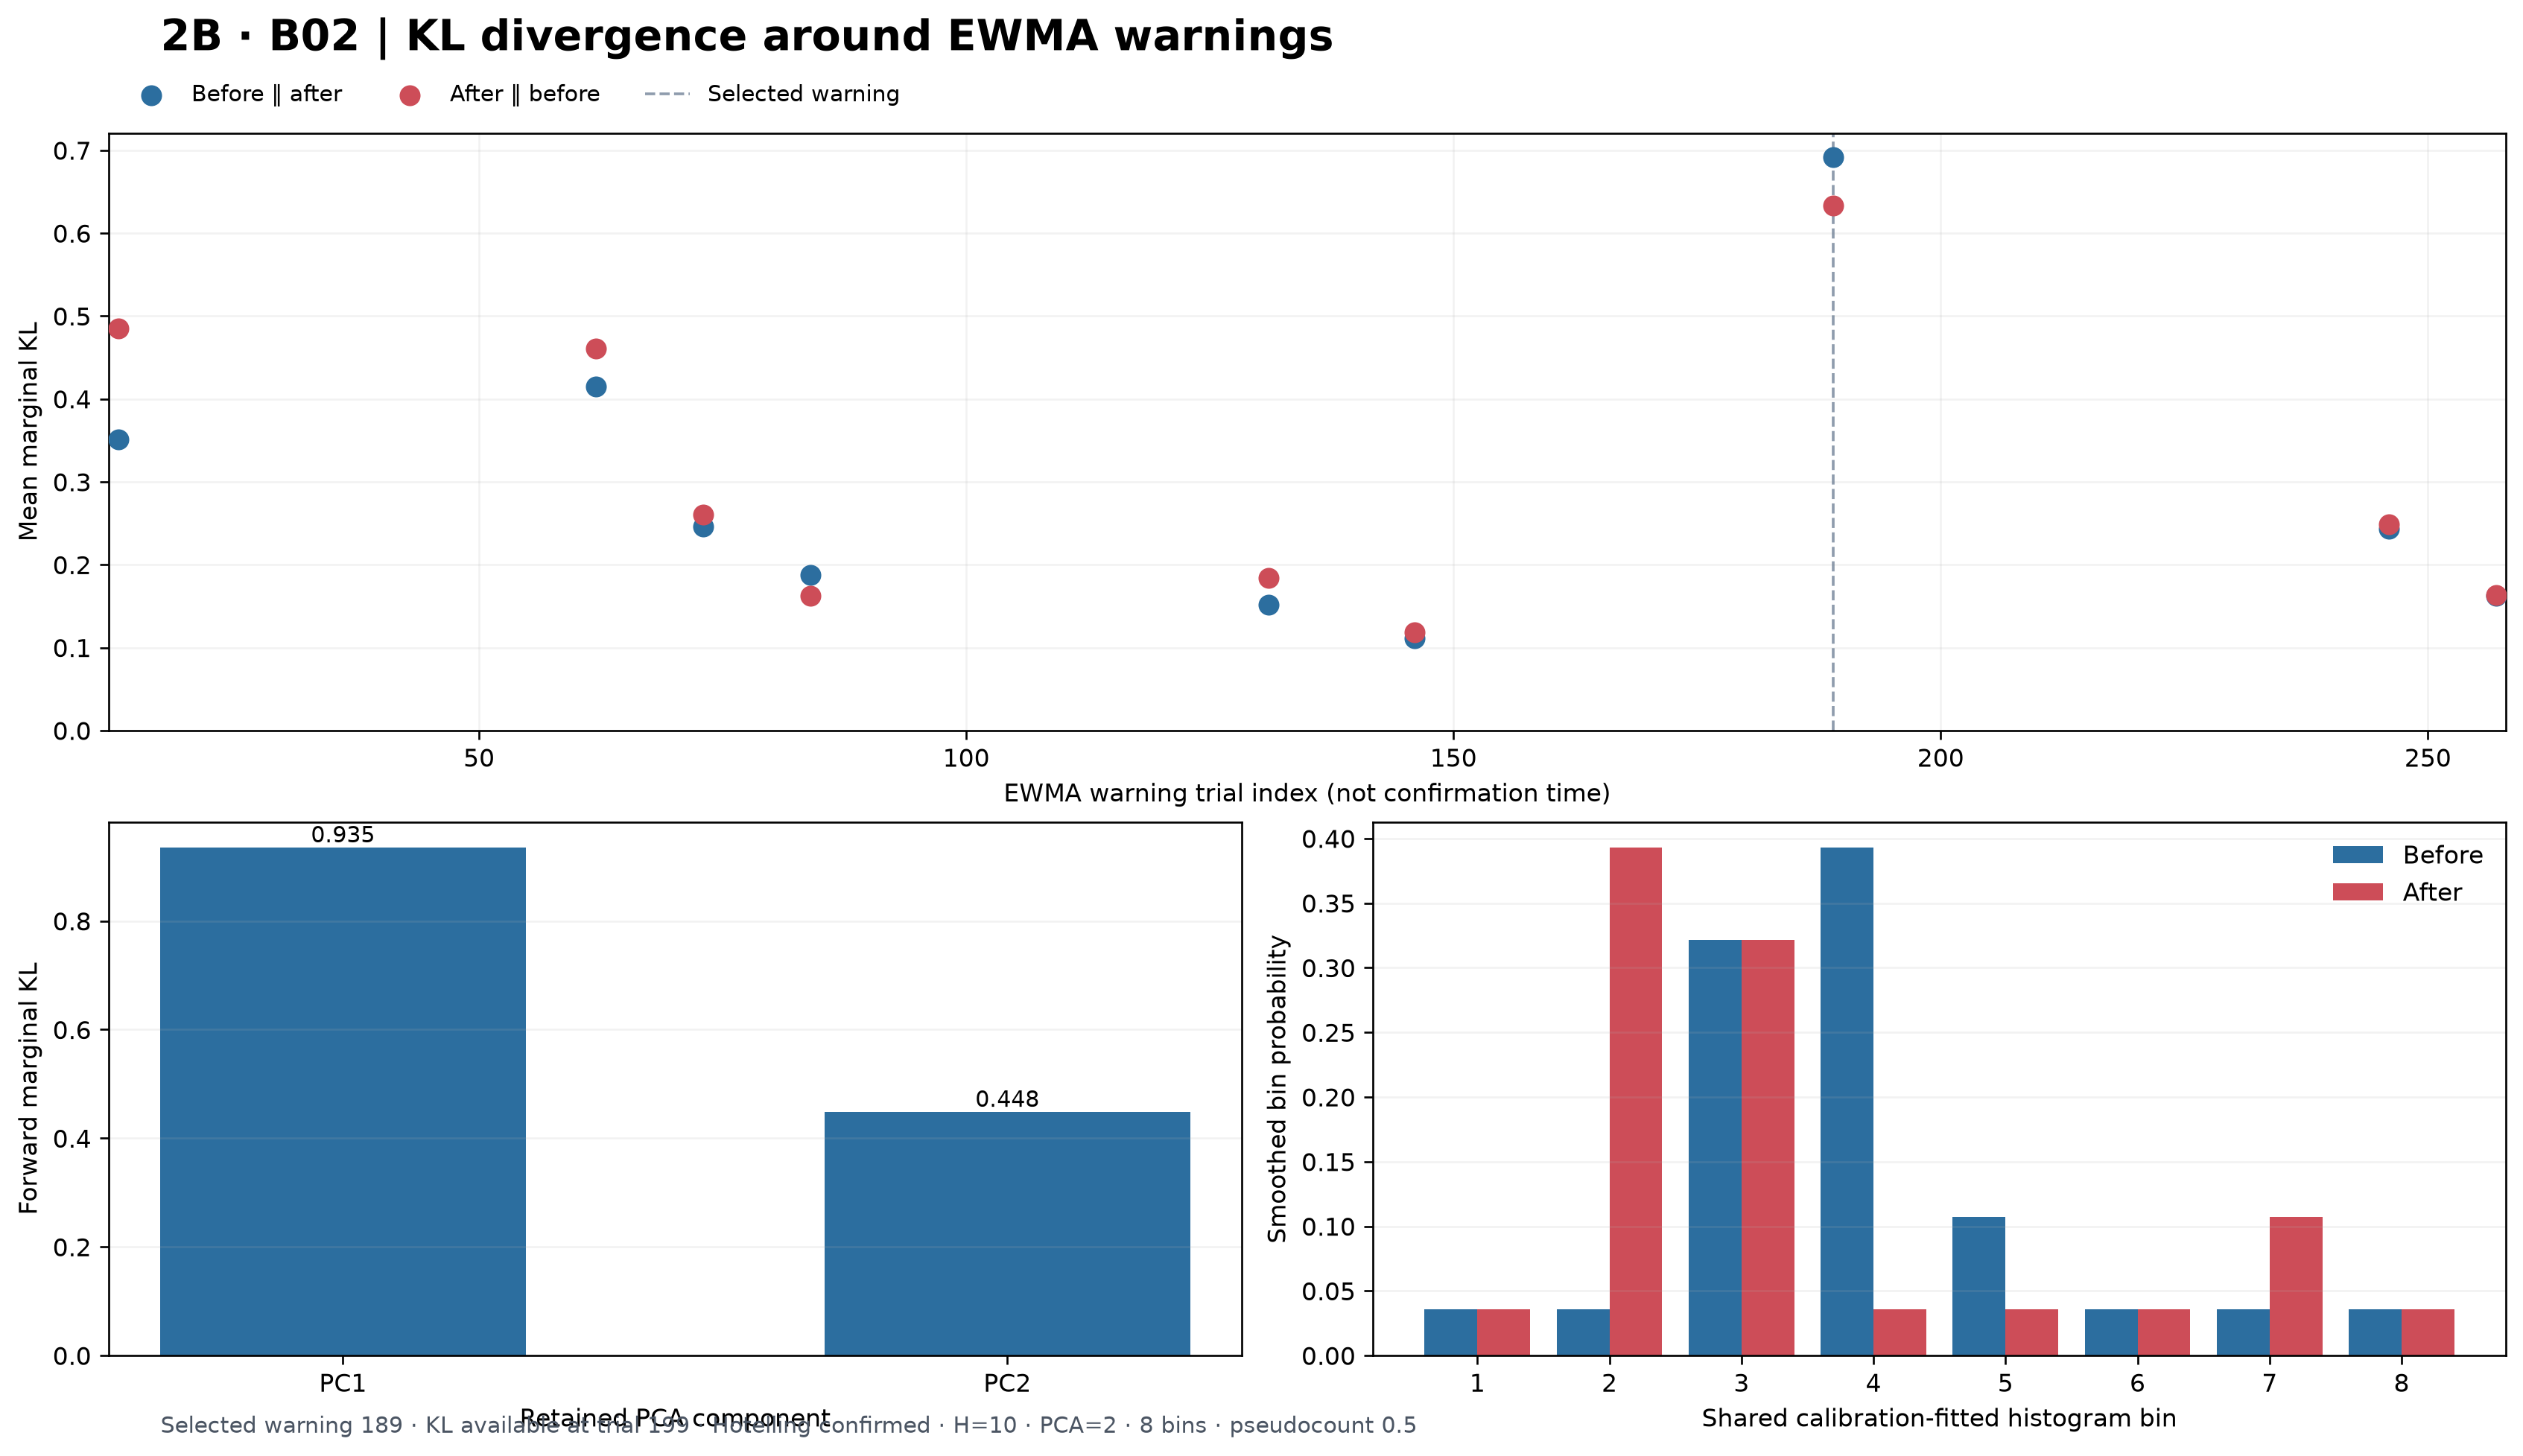 2B · B02 | KL divergence around EWMA warnings
Before ‖ after
After ‖ before
Selected warning
Mean marginal KL
0.7
0.6
0.5
0.4
0.3
0.2
0.1
0.0
50
100
150
200
250
EWMA warning trial index (not confirmation time)
Forward marginal KL
0.8
0.6
0.4
0.2
0.0
0.935
0.448
PC1
PC2
Retained PCA component
Smoothed bin probability
0.40
0.35
0.30
0.25
0.20
0.15
0.10
0.05
0.00
Before
After
1
2
3
4
5
6
7
8
Shared calibration-fitted histogram bin
Selected warning 189 · KL available at trial 199 · Hotelling confirmed · H=10 · PCA=2 · 8 bins · pseudocount 0.5